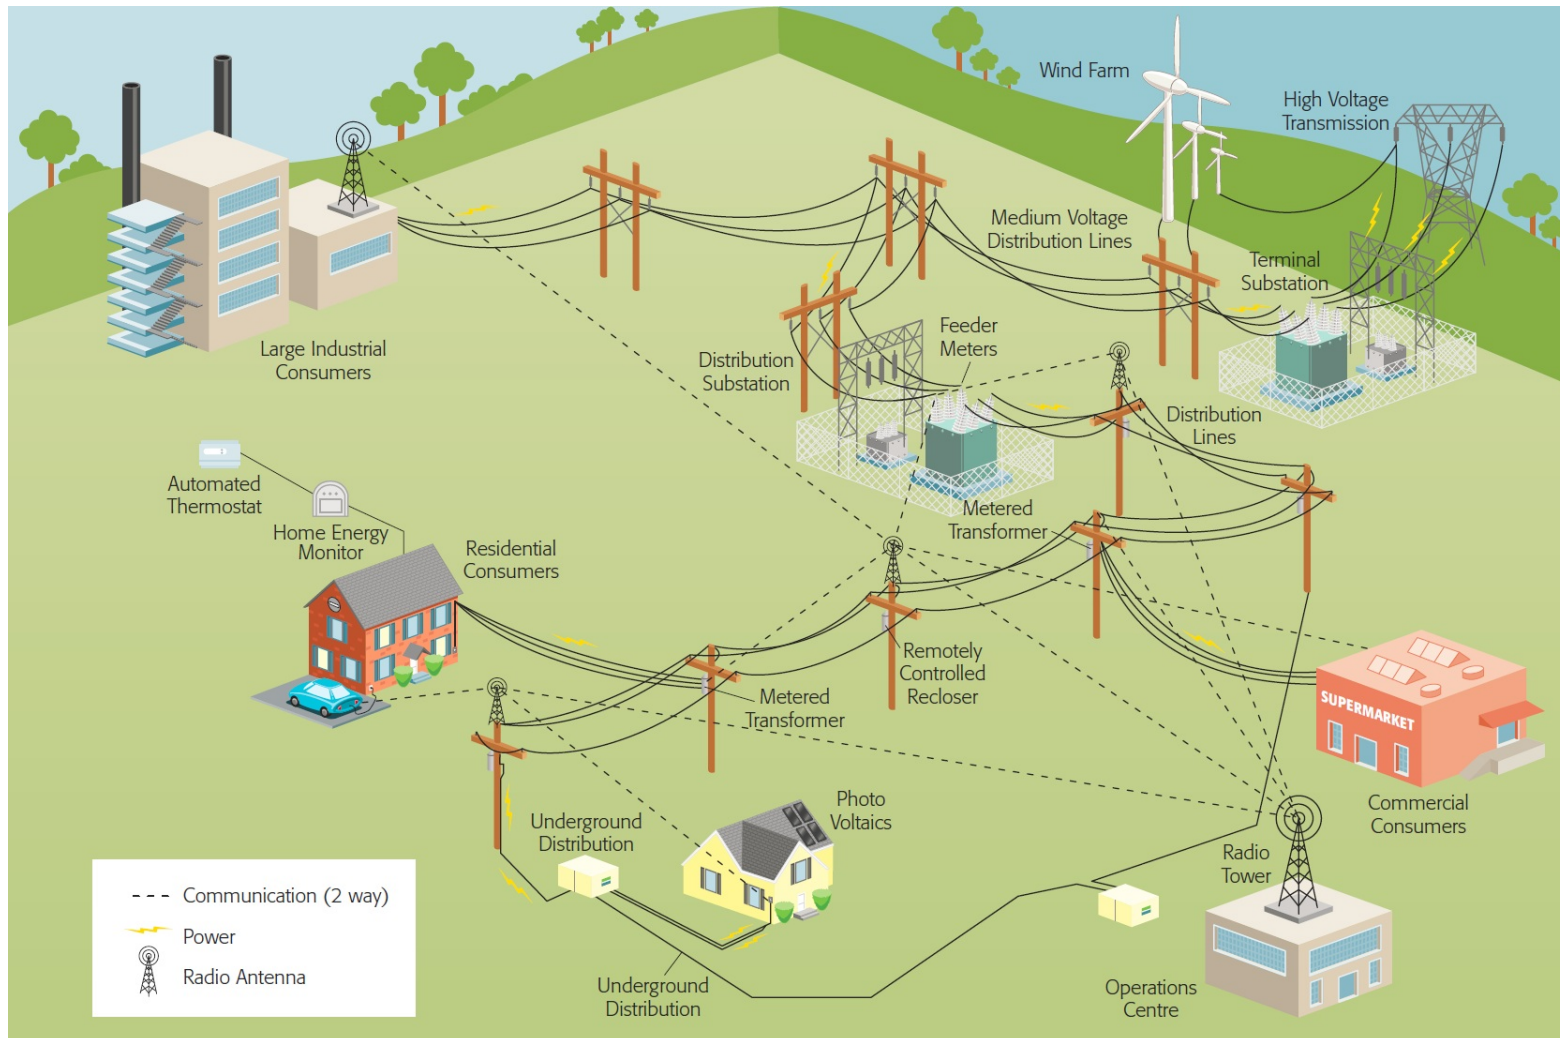 Wind Farm
High Voltage
Transmission
Medium Voltage
Distribution Lines
Terminal
Substation
Large Industrial
Consumers
Distribution
Substation
Feeder
Meters
Distribution
Lines
Automated
Thermostat
Home Energy
Monitor
Residential
Consumers
Metered
Transformer
Remotely
Controlled
Recloser
Metered
Transformer
SUPERMARKET
Commercial
Consumers
Photo
Voltaics
Underground
Distribution
Radio
Tower
Communication (2 way)
Power
Radio Antenna
Underground
Distribution
Operations
Centre